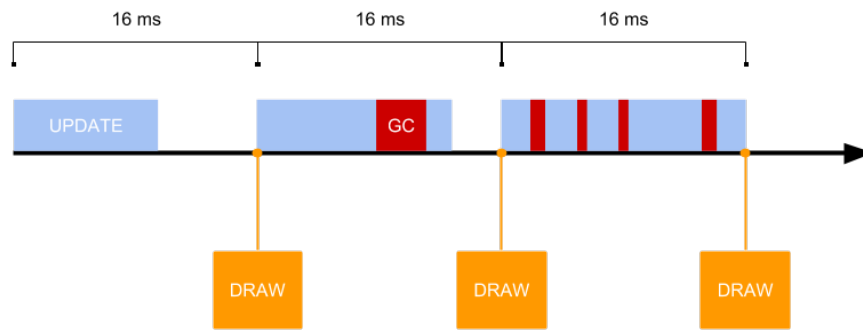 16 ms
16 ms
16 ms
UPDATE
GC
DRAW
DRAW
DRAW